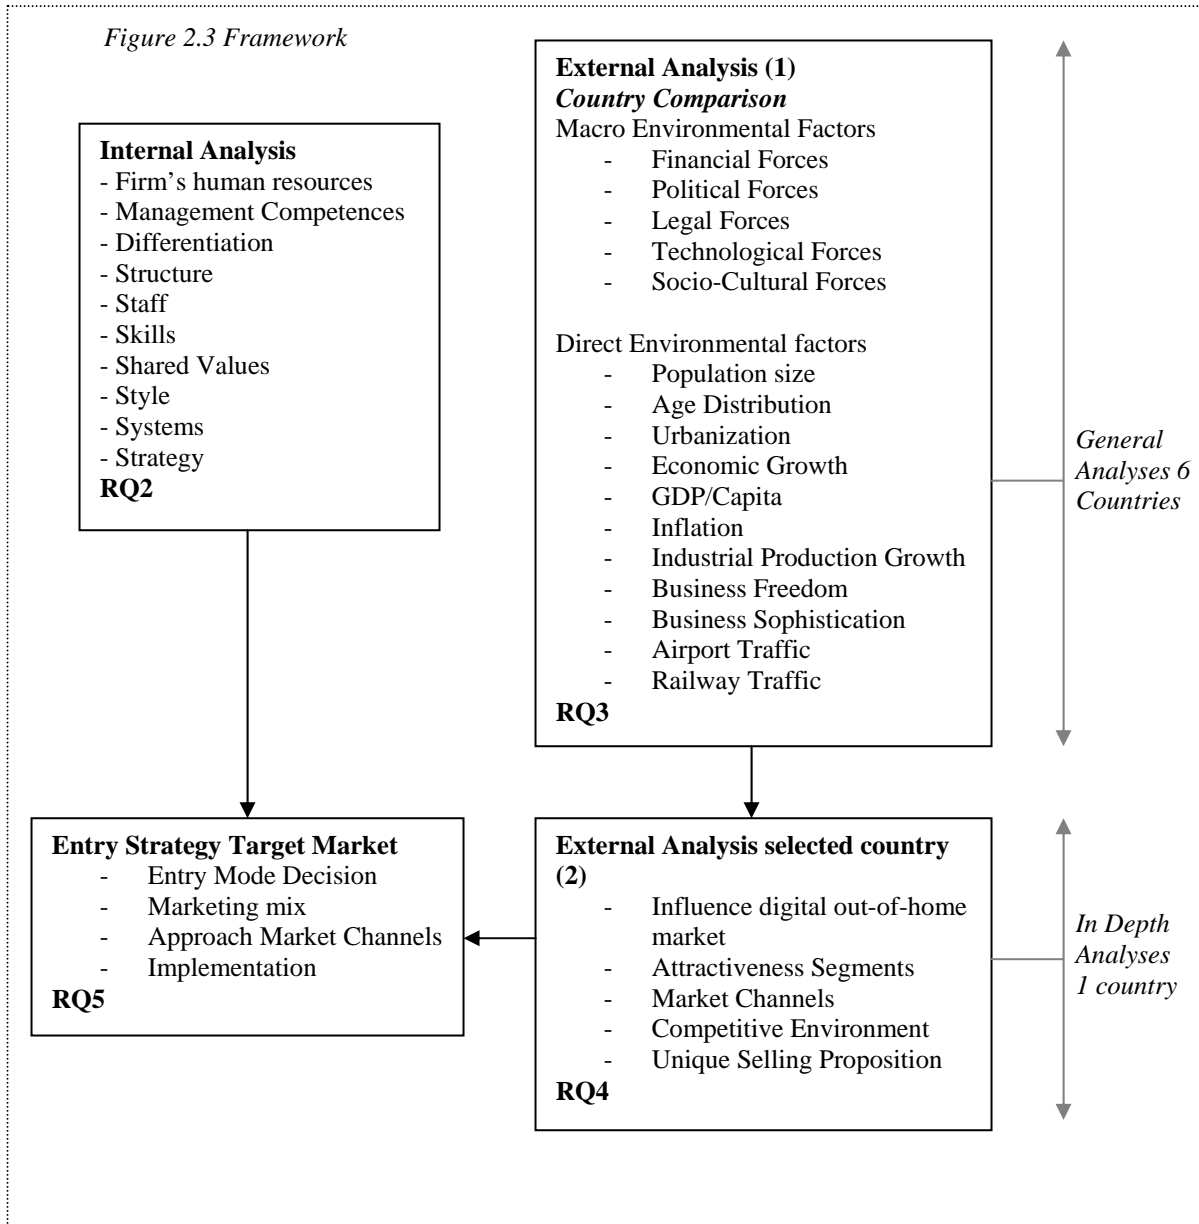 Figure 2.3 Framework
Internal Analysis
- Firm's human resources
- Management Competences
- Differentiation
- Structure
- Staff
- Skills
- Shared Values
- Style
- Systems
- Strategy
RQ2
External Analysis (1)
Country Comparison
Macro Environmental Factors
- Financial Forces
- Political Forces
- Legal Forces
- Technological Forces
- Socio-Cultural Forces
Direct Environmental factors
- Population size
- Age Distribution
- Urbanization
- Economic Growth
- GDP/Capita
- Inflation
- Industrial Production Growth
- Business Freedom
- Business Sophistication
- Airport Traffic
- Railway Traffic
RQ3
General
Analyses 6
Countries
Entry Strategy Target Market
- Entry Mode Decision
- Marketing mix
- Approach Market Channels
- Implementation
RQ5
External Analysis selected country
(2)
- Influence digital out-of-home
market
- Attractiveness Segments
- Market Channels
- Competitive Environment
- Unique Selling Proposition
RQ4
In Depth
Analyses
1 country